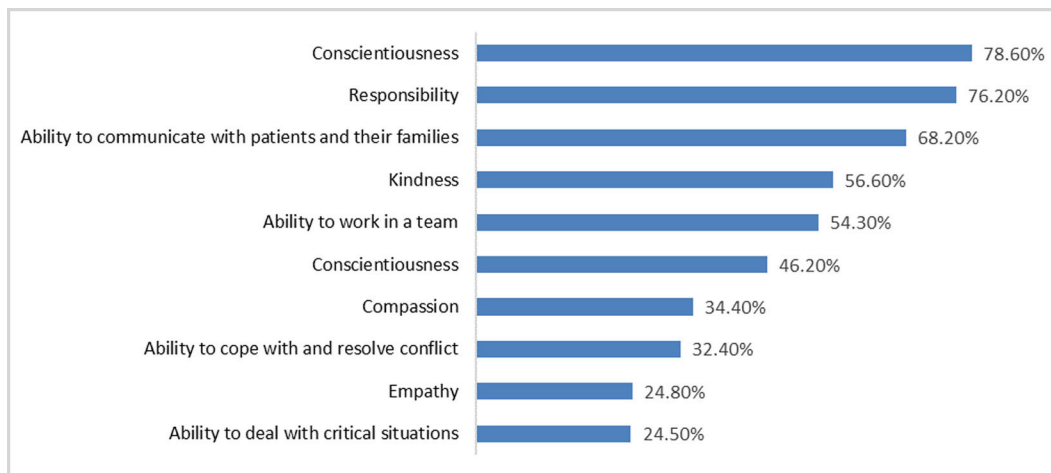 Conscientiousness 78.60%
Responsibility 76.20%
Ability to communicate with patients and their families 68.20%
Kindness 56.60%
Ability to work in a team 54.30%
Conscientiousness 46.20%
Compassion 34.40%
Ability to cope with and resolve conflict 32.40%
Empathy 24.80%
Ability to deal with critical situations 24.50%